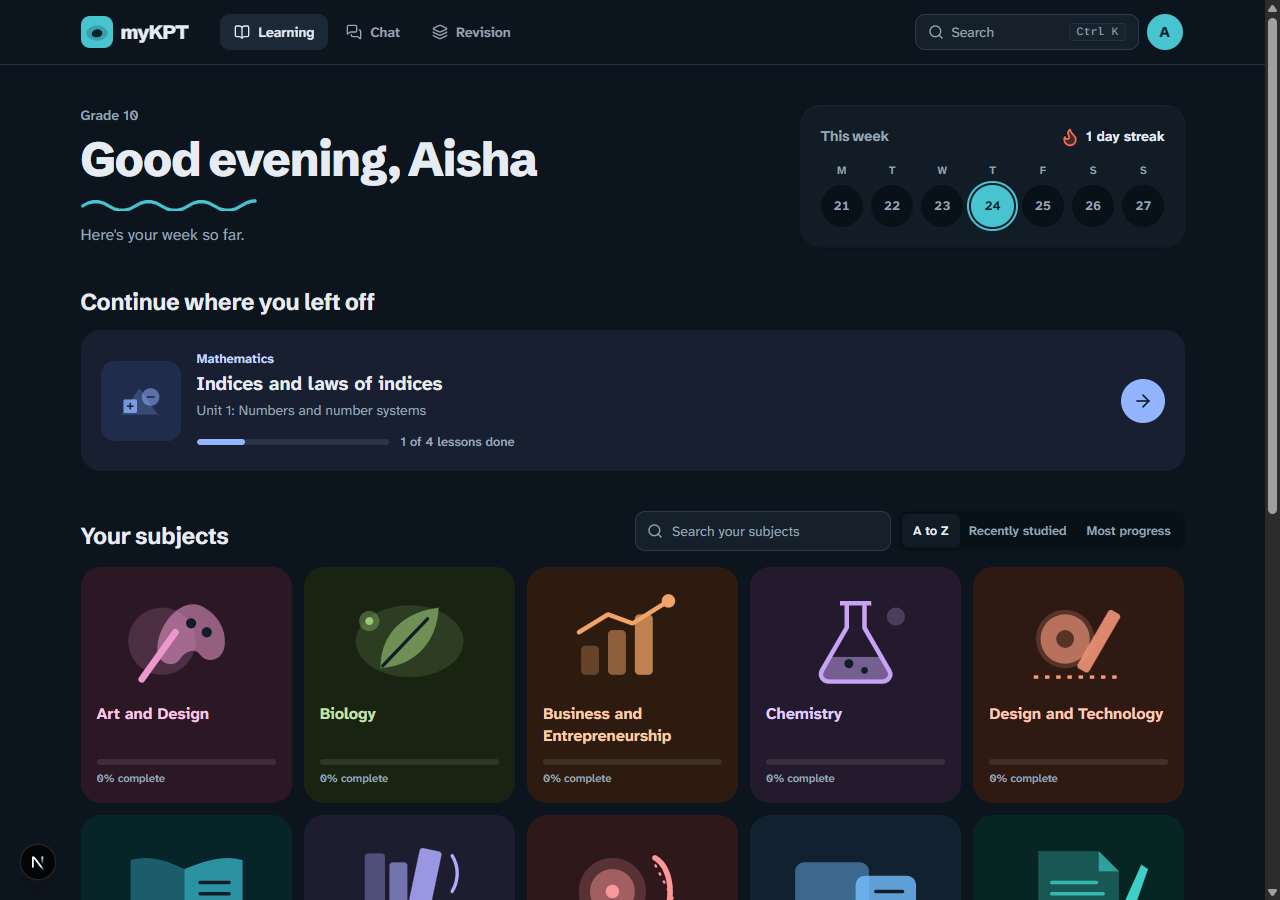 myKPT
Learning
Chat
Revision
Search
Ctrl K
A
Grade 10
Good evening, Aisha
Here's your week so far.
This week
1 day streak
M T W T F S S
21 22 23 24 25 26 27
Continue where you left off
Mathematics
Indices and laws of indices
Unit 1: Numbers and number systems
1 of 4 lessons done
Your subjects
Search your subjects
A to Z
Recently studied
Most progress
Art and Design
0% complete
Biology
0% complete
Business and
Entrepreneurship
0% complete
Chemistry
0% complete
Design and Technology
0% complete
N